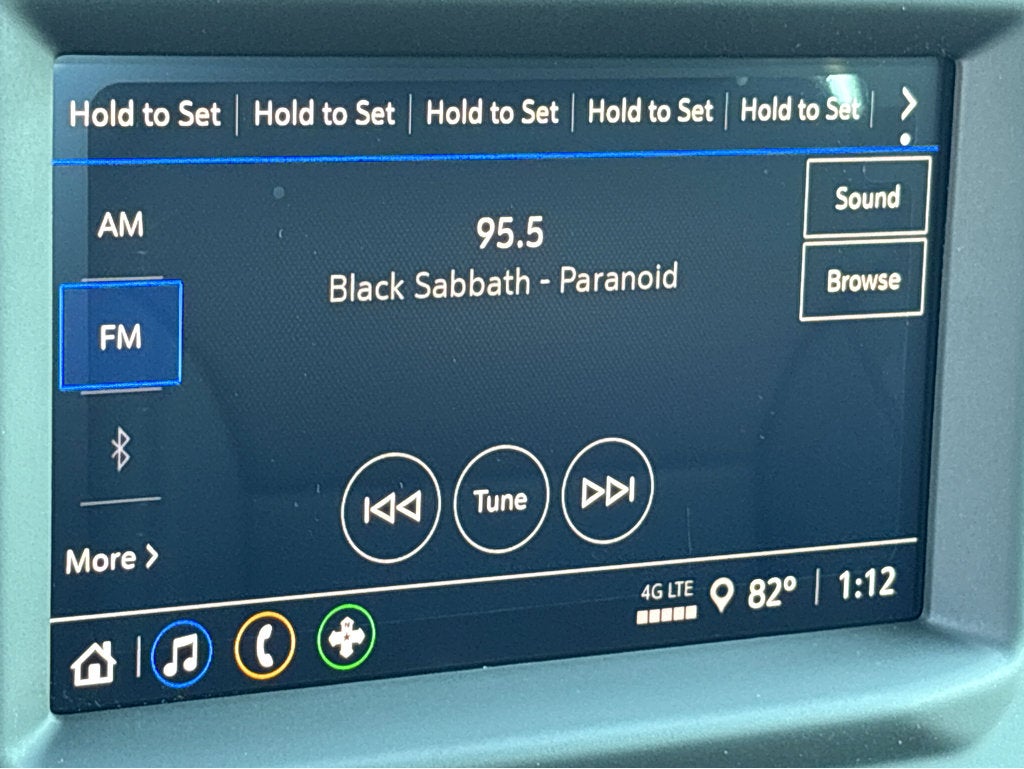 Hold to Set Hold to Set Hold to Set Hold to Set Hold to Set
Sound
AM
95.5
Black Sabbath - Paranoid
Browse
FM
Tune
More
4G LTE 82° 1:12
N